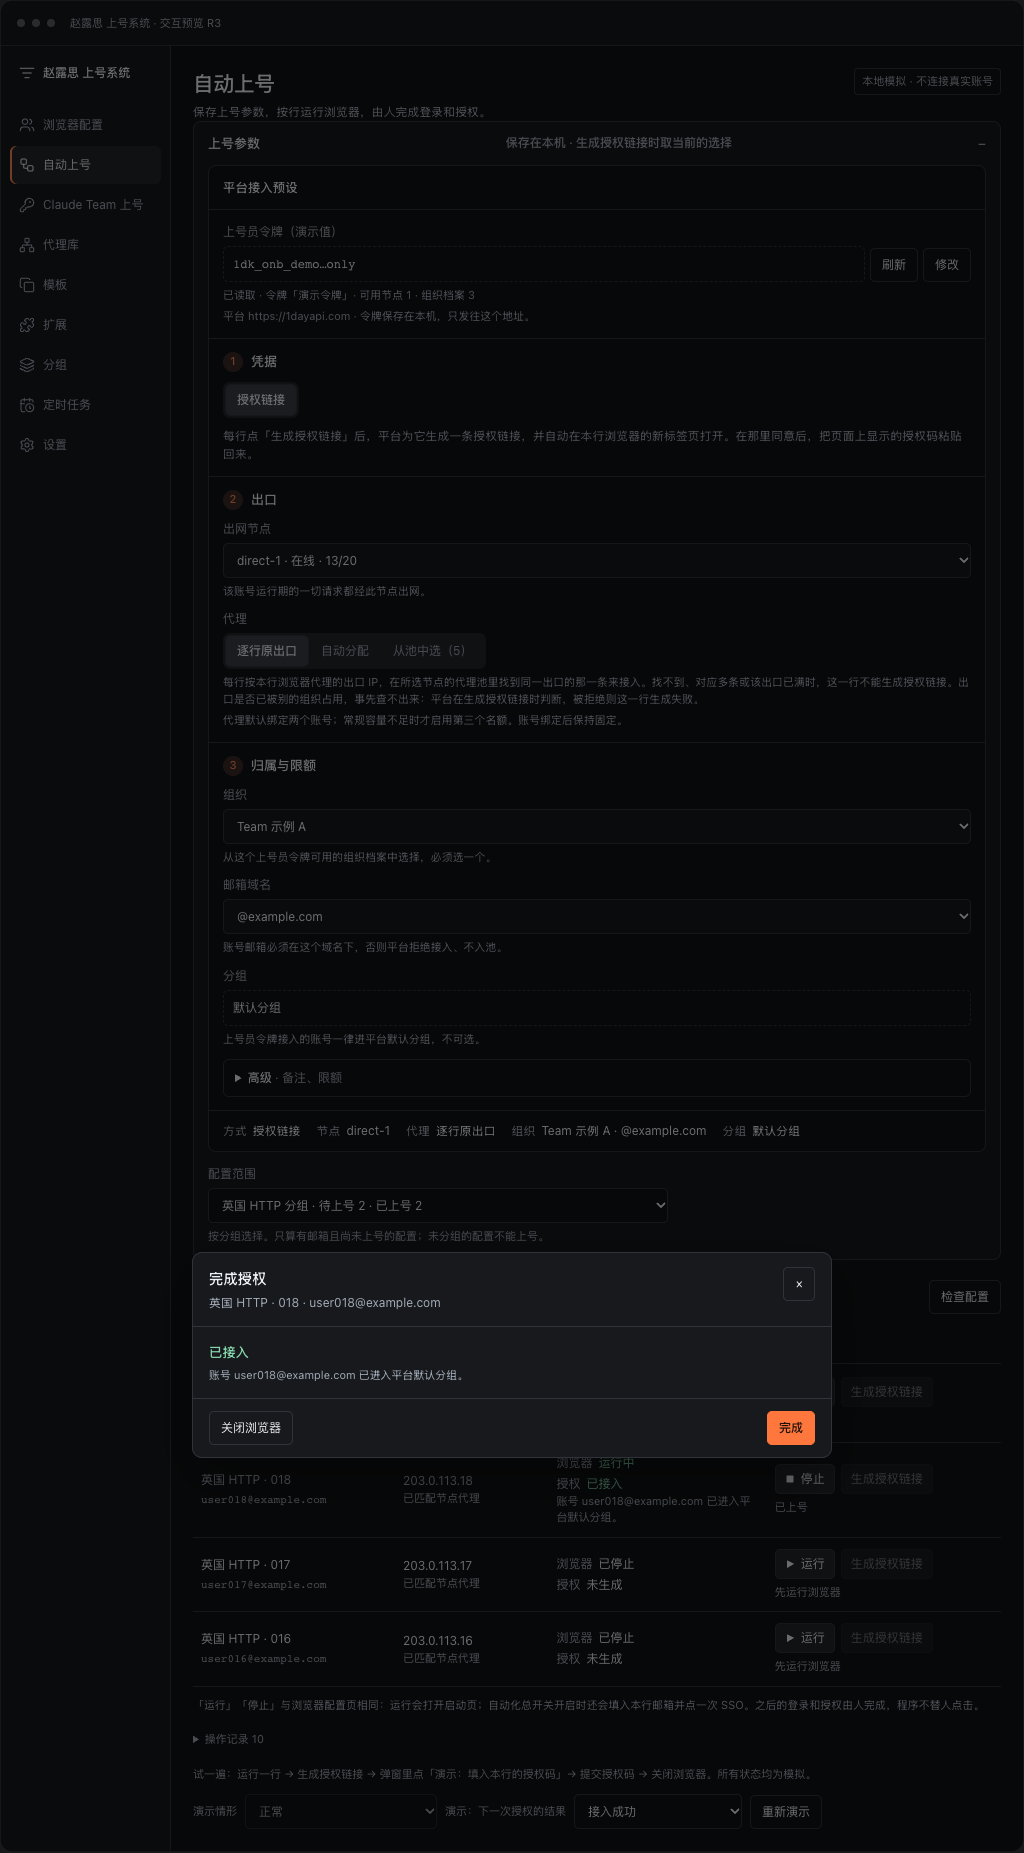 赵露思 上号系统 · 交互预览 R3
赵露思 上号系统
浏览器配置
自动上号
Claude Team 上号
代理库
模板
扩展
分组
定时任务
设置
自动上号
本地模拟 · 不连接真实账号
保存上号参数，按行运行浏览器，由人完成登录和授权。
上号参数
保存在本机 · 生成授权链接时取当前的选择
−
平台接入预设
上号员令牌（演示值）
1dk_onb_demo…only
刷新
修改
已读取 · 令牌「演示令牌」 · 可用节点 1 · 组织档案 3
平台 https://1dayapi.com · 令牌保存在本机，只发往这个地址。
1 凭据
授权链接
每行点「生成授权链接」后，平台为它生成一条授权链接，并自动在本行浏览器的新标签页打开。在那里同意后，把页面上显示的授权码粘贴
回来。
2 出口
出网节点
direct-1 · 在线 · 13/20
该账号运行期的一切请求都经此节点出网。
代理
逐行原出口
自动分配
从池中选（5）
每行按本行浏览器代理的出口 IP，在所选节点的代理池里找到同一出口的那一条来接入。找不到、对应多条或该出口已满时，这一行不能生成授权链接。出
口是否已被别的组织占用，事先查不出来：平台在生成授权链接时判断，被拒绝则这一行生成失败。
代理默认绑定两个账号；常规容量不足时才启用第三个名额。账号绑定后保持固定。
3 归属与限额
组织
Team 示例 A
从这个上号员令牌可用的组织档案中选择，必须选一个。
邮箱域名
@example.com
账号邮箱必须在这个域名下，否则平台拒绝接入、不入池。
分组
默认分组
上号员令牌接入的账号一律进平台默认分组，不可选。
▶ 高级 · 备注、限额
方式 授权链接 节点 direct-1 代理 逐行原出口 组织 Team 示例 A · @example.com 分组 默认分组
配置范围
英国 HTTP 分组 · 待上号 2 · 已上号 2
按分组选择。只算有邮箱且尚未上号的配置；未分组的配置不能上号。
完成授权
×
英国 HTTP · 018 · user018@example.com
检查配置
已接入
账号 user018@example.com 已进入平台默认分组。
生成授权链接
关闭浏览器
完成
浏览器 运行中
英国 HTTP · 018
user018@example.com
203.0.113.18
已匹配节点代理
授权 已接入
账号 user018@example.com 已进入平
台默认分组。
■ 停止
生成授权链接
已上号
英国 HTTP · 017
user017@example.com
203.0.113.17
已匹配节点代理
浏览器 已停止
授权 未生成
▶ 运行
生成授权链接
先运行浏览器
英国 HTTP · 016
user016@example.com
203.0.113.16
已匹配节点代理
浏览器 已停止
授权 未生成
▶ 运行
生成授权链接
先运行浏览器
「运行」「停止」与浏览器配置页相同：运行会打开启动页；自动化总开关开启时还会填入本行邮箱并点一次 SSO。之后的登录和授权由人完成，程序不替人点击。
▶ 操作记录 10
试一遍：运行一行 → 生成授权链接 → 弹窗里点「演示：填入本行的授权码」→ 提交授权码 → 关闭浏览器。所有状态均为模拟。
演示情形
正常
演示：下一次授权的结果
接入成功
重新演示